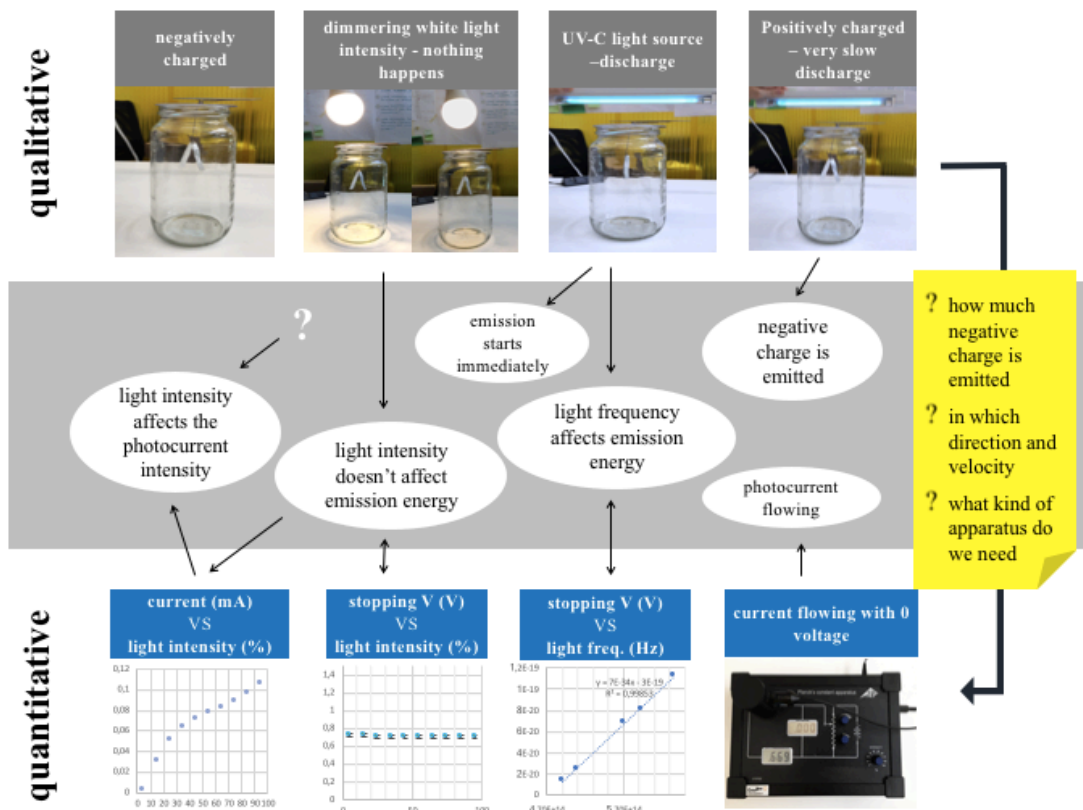 qualitative
negatively
charged
dimmering white light
intensity - nothing
happens
UV-C light source
–discharge
Positively charged
– very slow
discharge
?
emission
starts
immediately
negative
charge is
emitted
light intensity
affects the
photocurrent
intensity
light intensity
doesn't affect
emission energy
light frequency
affects emission
energy
photocurrent
flowing
? how much
negative
charge is
emitted
? in which
direction and
velocity
? what kind of
apparatus do
we need
quantitative
current (mA)
VS
light intensity (%)
0,12
0,1
0,08
0,06
0,04
0,02
0
0 10 20 30 40 50 60 70 80 90 100
stopping V (V)
VS
light intensity (%)
1,4
1,2
1
0,8
0,6
0,4
0,2
0
stopping V (V)
VS
light freq. (Hz)
1,2E-19
1E-19
8E-20
6E-20
4E-20
2E-20
0
y = 7E-34x - 3E-19
R² = 0,99853
current flowing with 0
voltage
Planck's constant apparatus
.000